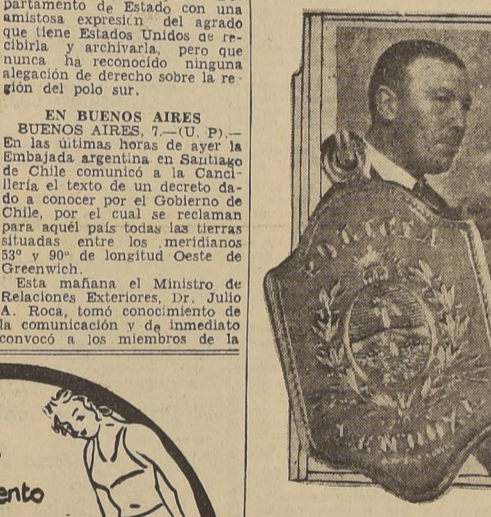 partamento de Estado con una
amistosa expresión del agrado
que tiene Estados Unidos de re-
cibirla y archivarla, pero que
nunca ha reconocido ninguna
alegación de derecho sobre la re-
gión del polo sur.
EN BUENOS AIRES
BUENOS AIRES, 7.—(U. P).—
En las últimas horas de ayer la
Embajada argentina en Santiago
de Chile comunicó a la Canci-
llería el texto de un decreto da-
do a conocer por el Gobierno de
Chile, por el cual se reclaman
para aquél país todas las tierras
situadas entre los meridianos
53º y 90º de longitud Oeste de
Greenwich.
Esta mañana el Ministro de
Relaciones Exteriores, Dr. Julio
A. Roca, tomó conocimiento de
la comunicación y de inmediato
convocó a los miembros de la
ento
MENDOZA